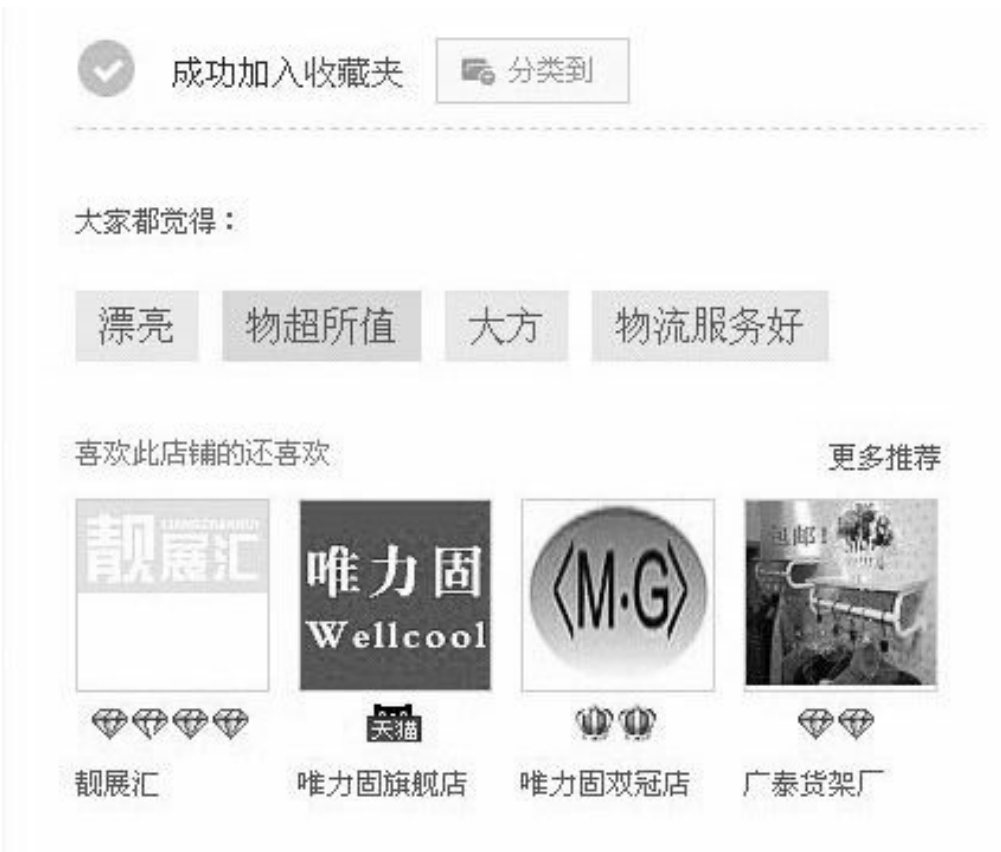 成功加入收藏夹 分类到
大家都觉得：
漂亮 物超所值 大方 物流服务好
喜欢此店铺的还喜欢 更多推荐
靓展汇 LIANGZHANHUI
唯力固
Wellcool
〈M·G〉
包邮！
天猫
靓展汇 唯力固旗舰店 唯力固双冠店 广泰货架厂